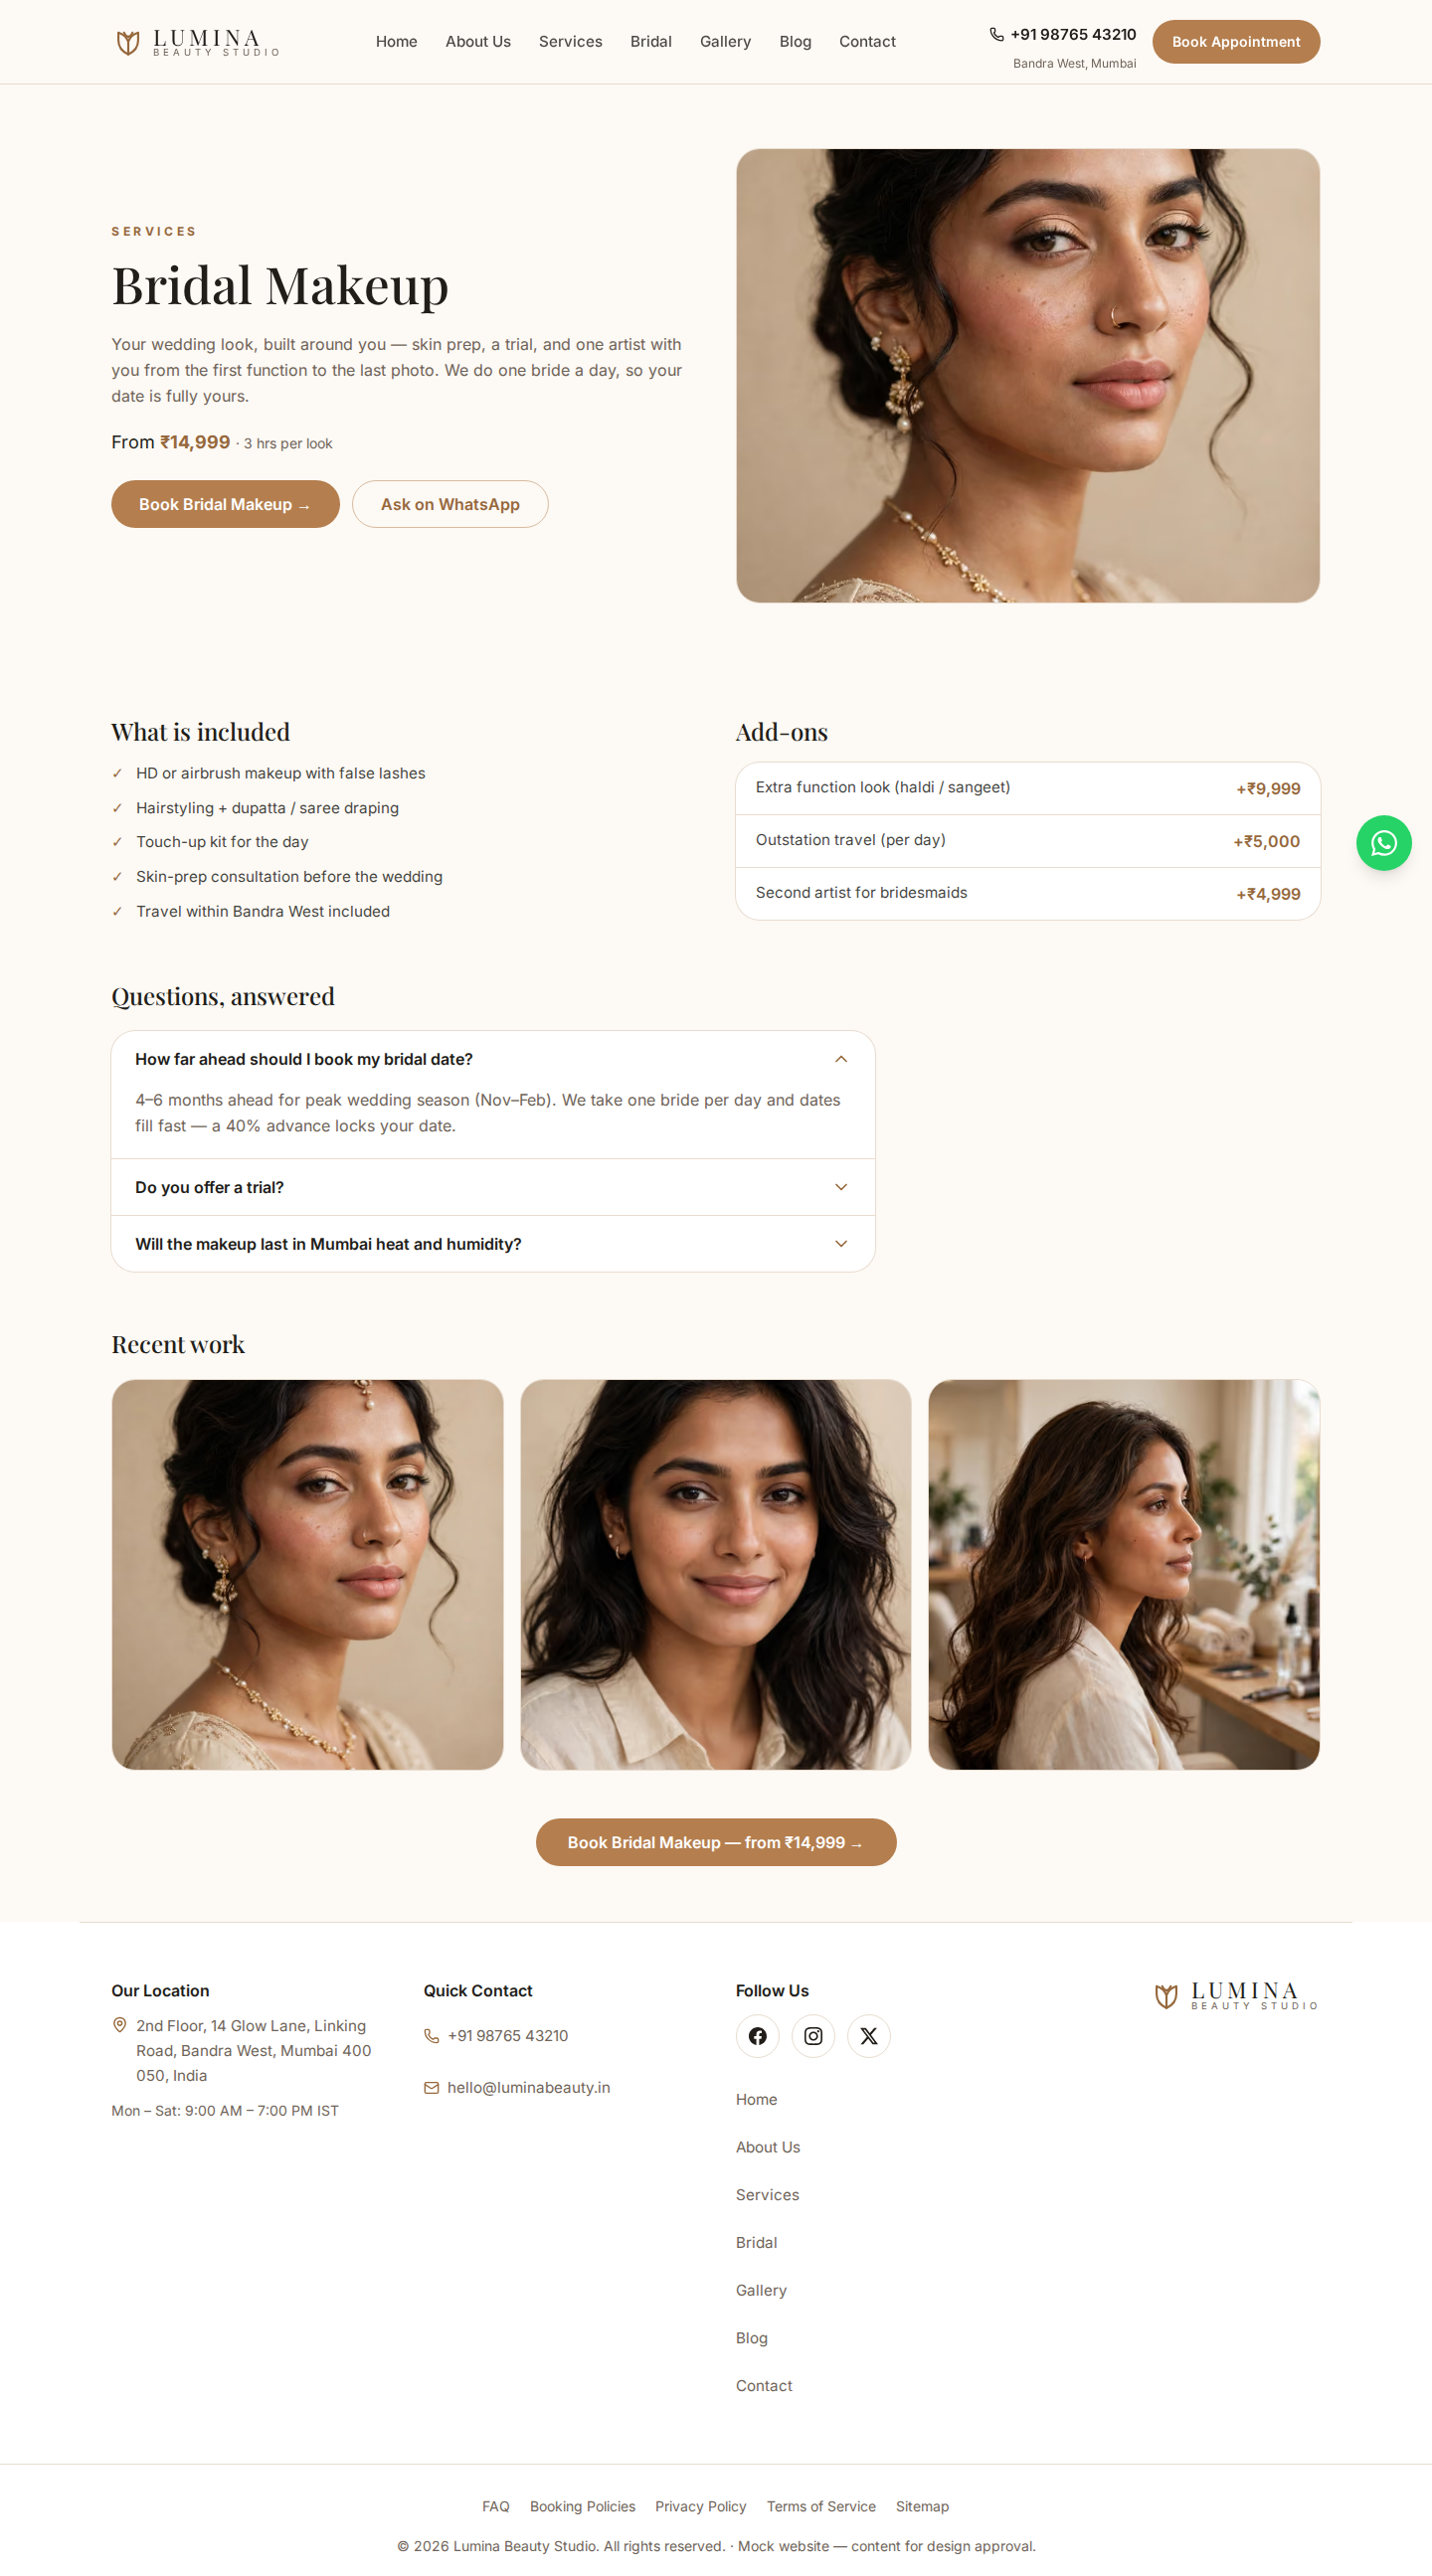 LUMINA
BEAUTY STUDIO
Home
About Us
Services
Bridal
Gallery
Blog
Contact
+91 98765 43210
Bandra West, Mumbai
Book Appointment
SERVICES
Bridal Makeup
Your wedding look, built around you — skin prep, a trial, and one artist with
you from the first function to the last photo. We do one bride a day, so your
date is fully yours.
From ₹14,999 · 3 hrs per look
Book Bridal Makeup →
Ask on WhatsApp
What is included
✓ HD or airbrush makeup with false lashes
✓ Hairstyling + dupatta / saree draping
✓ Touch-up kit for the day
✓ Skin-prep consultation before the wedding
✓ Travel within Bandra West included
Add-ons
Extra function look (haldi / sangeet) +₹9,999
Outstation travel (per day) +₹5,000
Second artist for bridesmaids +₹4,999
Questions, answered
How far ahead should I book my bridal date?
4–6 months ahead for peak wedding season (Nov–Feb). We take one bride per day and dates
fill fast — a 40% advance locks your date.
Do you offer a trial?
Will the makeup last in Mumbai heat and humidity?
Recent work
Book Bridal Makeup — from ₹14,999 →
Our Location
2nd Floor, 14 Glow Lane, Linking
Road, Bandra West, Mumbai 400
050, India
Mon – Sat: 9:00 AM – 7:00 PM IST
Quick Contact
+91 98765 43210
hello@luminabeauty.in
Follow Us
Home
About Us
Services
Bridal
Gallery
Blog
Contact
LUMINA
BEAUTY STUDIO
FAQ
Booking Policies
Privacy Policy
Terms of Service
Sitemap
© 2026 Lumina Beauty Studio. All rights reserved. · Mock website — content for design approval.